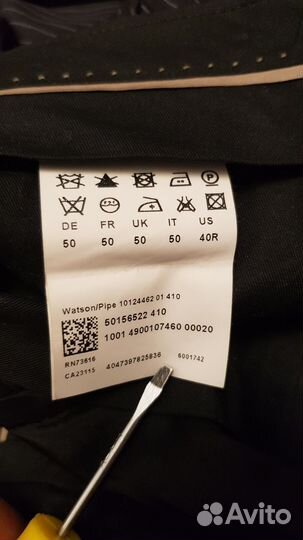 DE FR UK IT US
50 50 50 50 40R
Watson/Pipe 10124462 01 410
50156522 410
1001 4900107460 00020
RN73616
CA23115 4047397825836 6001742
Avito